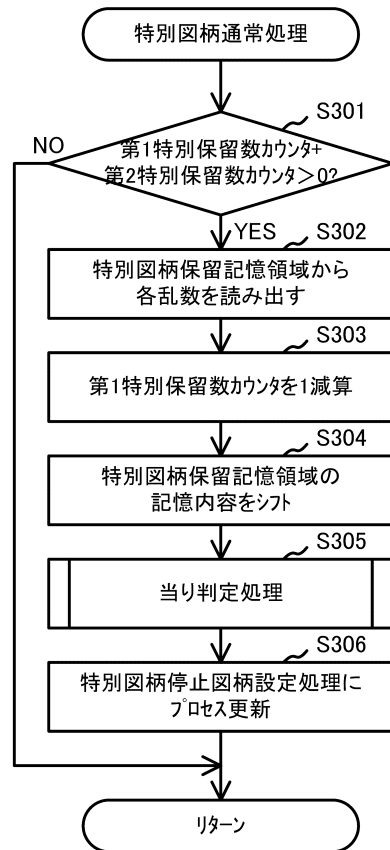 特別図柄通常処理
S301
NO
第1特別保留数カウンタ+
第2特別保留数カウンタ>0?
YES
S302
特別図柄保留記憶領域から
各乱数を読み出す
S303
第1特別保留数カウンタを1減算
S304
特別図柄保留記憶領域の
記憶内容をシフト
S305
当り判定処理
S306
特別図柄停止図柄設定処理に
プロセス更新
リターン